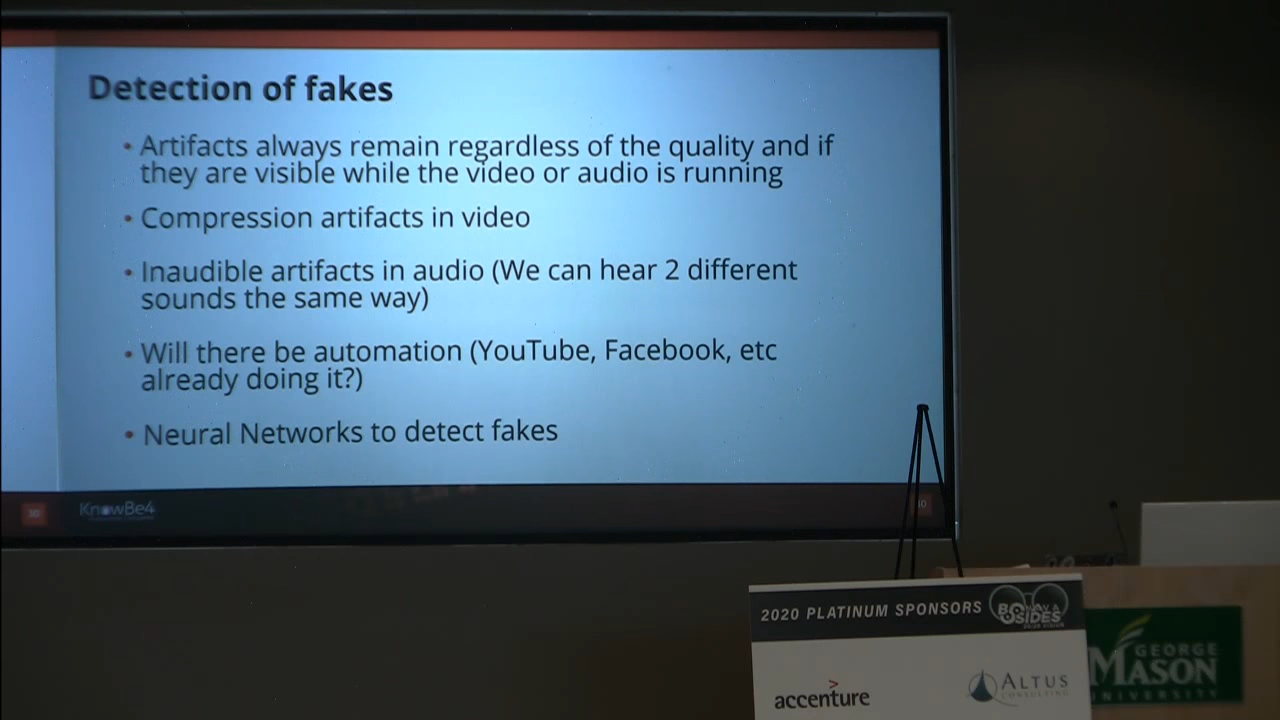 Detection of fakes
• Artifacts always remain regardless of the quality and if
they are visible while the video or audio is running
• Compression artifacts in video
• Inaudible artifacts in audio (We can hear 2 different
sounds the same way)
• Will there be automation (YouTube, Facebook, etc
already doing it?)
• Neural Networks to detect fakes
KnowBe4
2020 PLATINUM SPONSORS
BSIDES
accenture
ALTUS
CONSULTING
GEORGE
MASON
UNIVERSITY